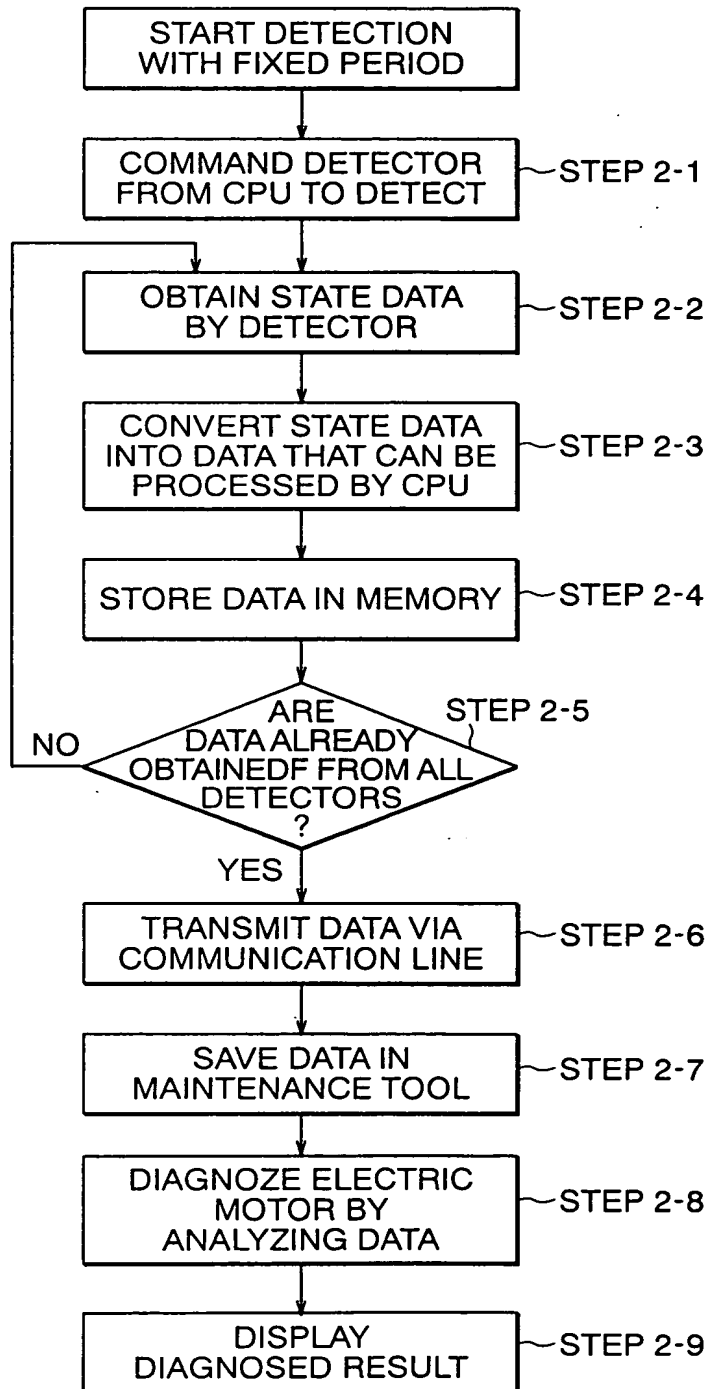 START DETECTION
WITH FIXED PERIOD
COMMAND DETECTOR
FROM CPU TO DETECT
STEP 2-1
OBTAIN STATE DATA
BY DETECTOR
STEP 2-2
CONVERT STATE DATA
INTO DATA THAT CAN BE
PROCESSED BY CPU
STEP 2-3
STORE DATA IN MEMORY
STEP 2-4
ARE
DATA ALREADY
OBTAINEDF FROM ALL
DETECTORS
?
STEP 2-5
NO
YES
TRANSMIT DATA VIA
COMMUNICATION LINE
STEP 2-6
SAVE DATA IN
MAINTENANCE TOOL
STEP 2-7
DIAGNOZE ELECTRIC
MOTOR BY
ANALYZING DATA
STEP 2-8
DISPLAY
DIAGNOSED RESULT
STEP 2-9